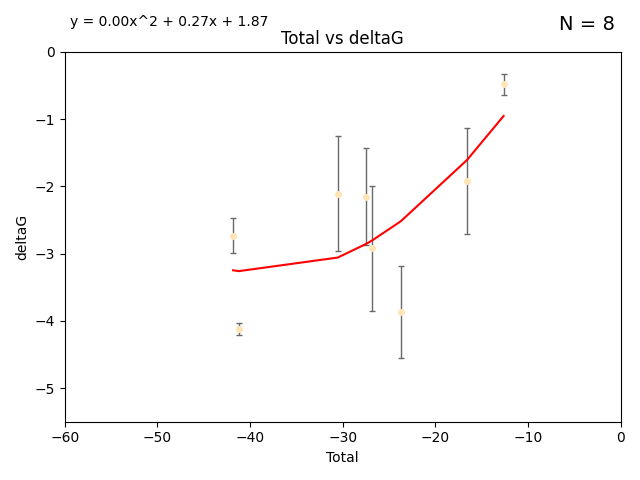 y = 0.00x^2 + 0.27x + 1.87
N = 8
Total vs deltaG
0
−1
−2
−3
−4
−5
deltaG
−60 −50 −40 −30 −20 −10 0
Total